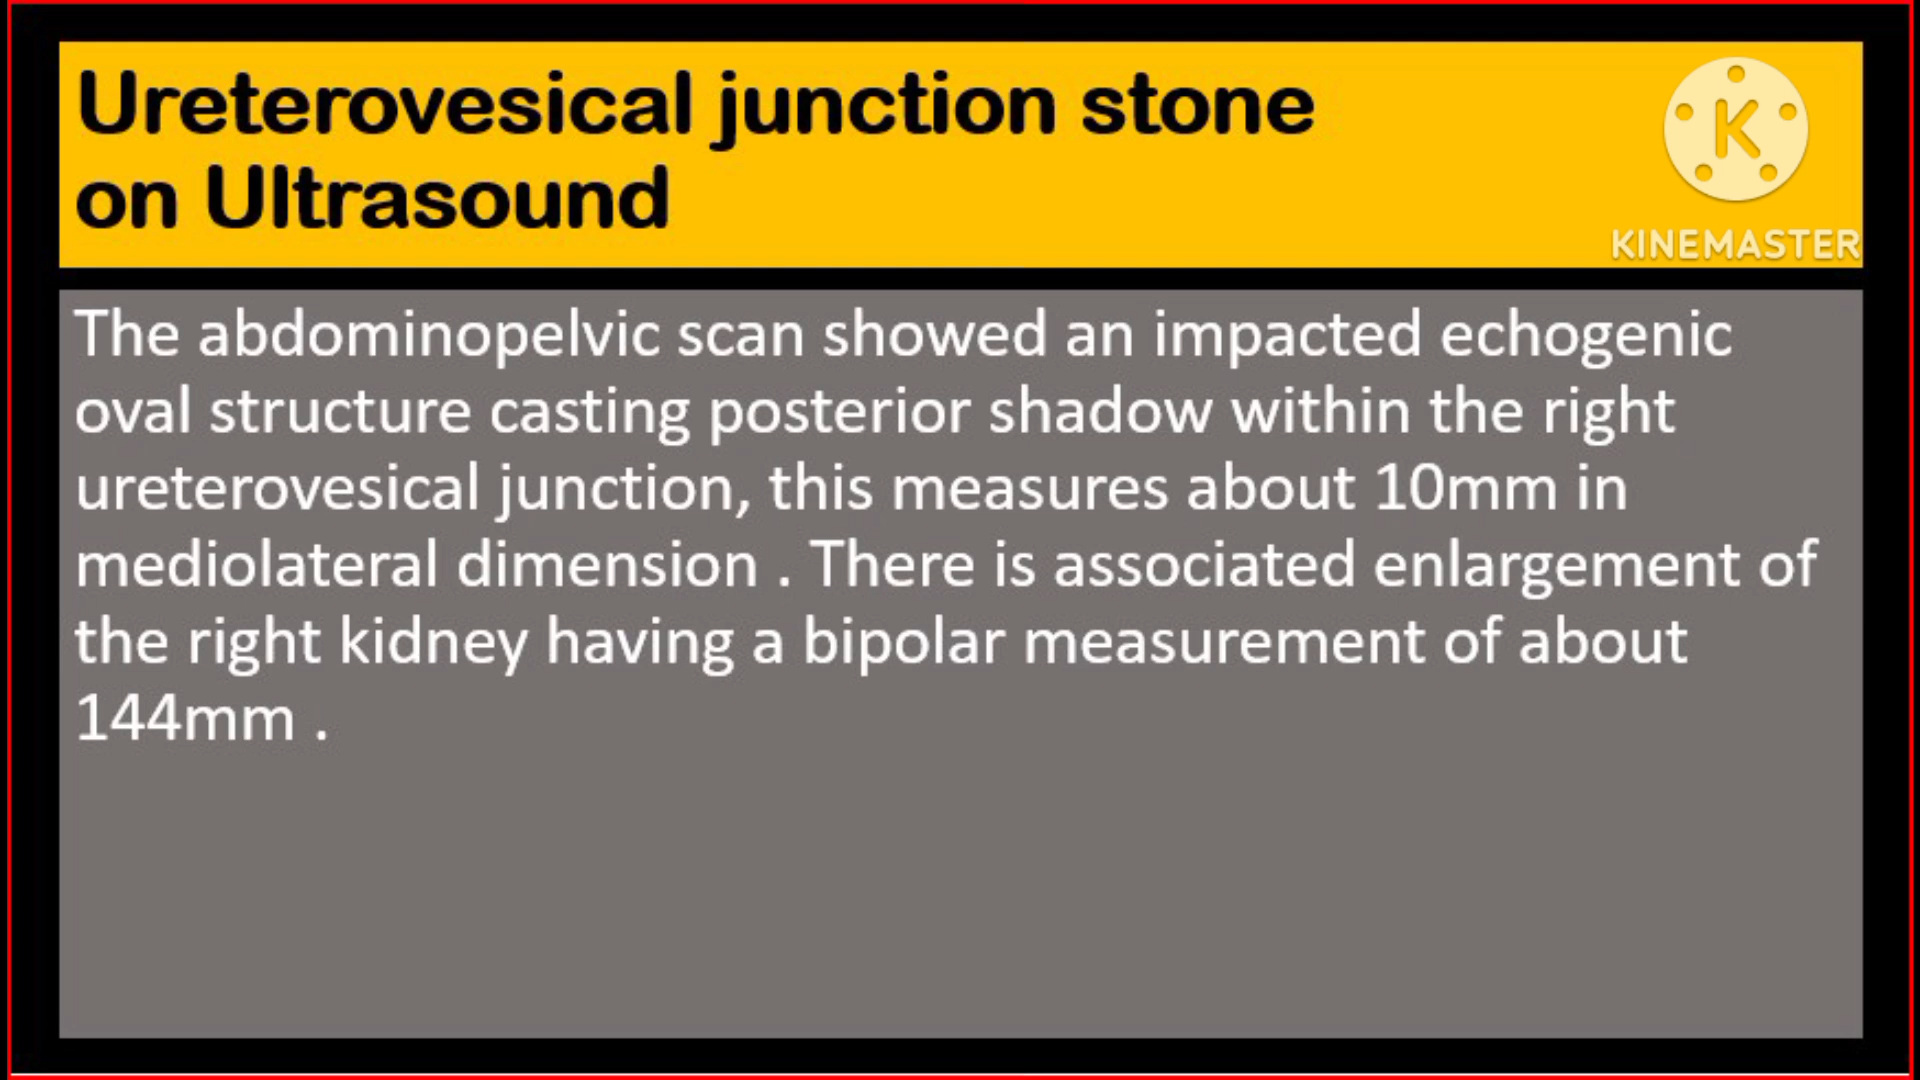 Ureterovesical junction stone
on Ultrasound
K
KINEMASTER
The abdominopelvic scan showed an impacted echogenic
oval structure casting posterior shadow within the right
ureterovesical junction, this measures about 10mm in
mediolateral dimension . There is associated enlargement of
the right kidney having a bipolar measurement of about
144mm .